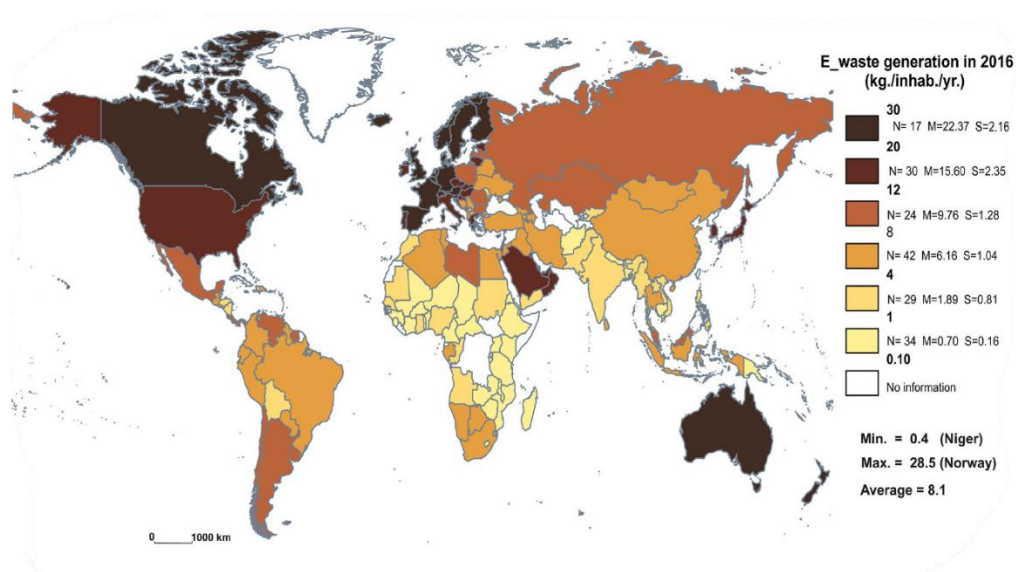 E_waste generation in 2016
(kg./inhab./yr.)
30
N= 17 M=22.37 S=2.16
20
N= 30 M=15.60 S=2.35
12
N= 24 M=9.76 S=1.28
8
N= 42 M=6.16 S=1.04
4
N= 29 M=1.89 S=0.81
1
N= 34 M=0.70 S=0.16
0.10
No information
Min. = 0.4 (Niger)
Max. = 28.5 (Norway)
Average = 8.1
0 1000 km